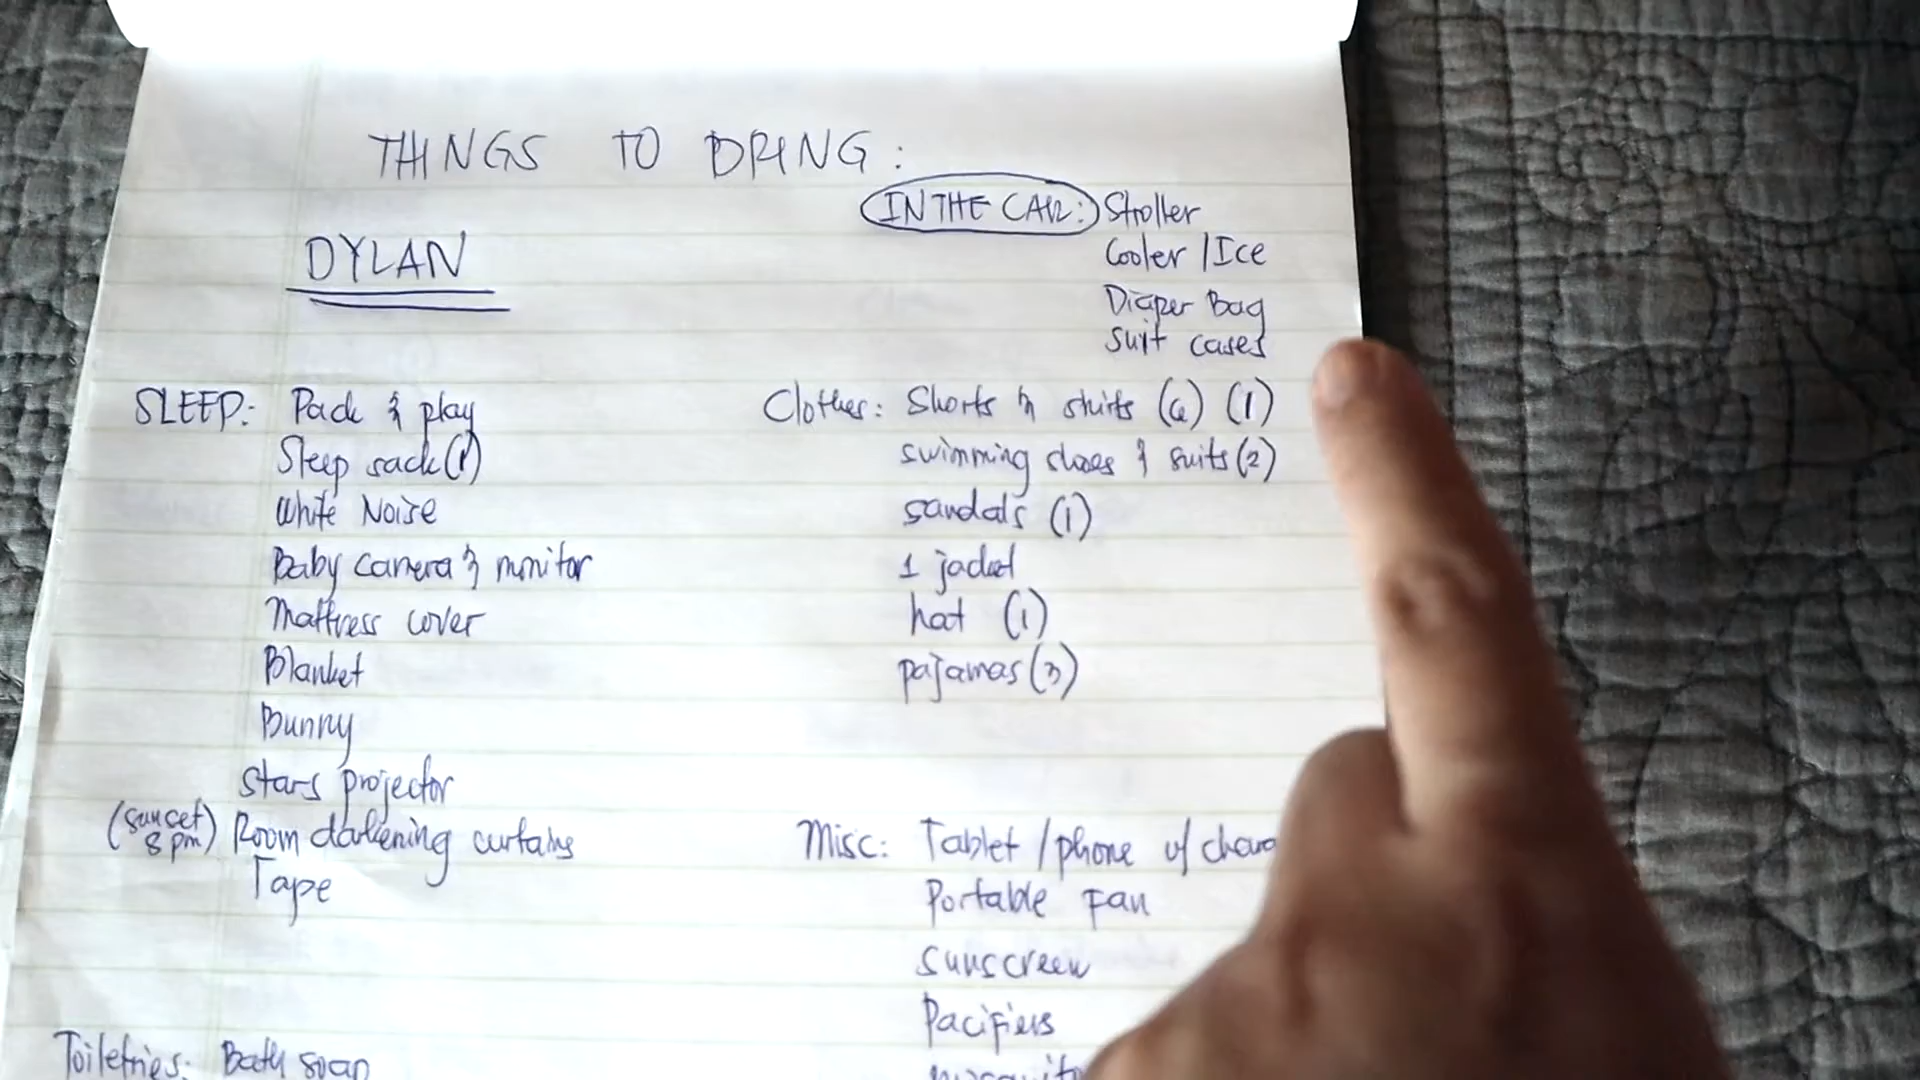 THINGS TO BRING:
IN THE CAR: Stroller
Cooler / Ice
Diaper Bag
Suit cases
DYLAN
SLEEP: Pack & play
Sleep sack (1)
White Noise
Baby camera & monitor
Mattress cover
Blanket
Bunny
Stars projector
(sunset 8 pm) Room darkening curtains
Tape
Clothes: Shorts & shirts (6) (1)
swimming shoes & suits (2)
sandals (1)
1 jacket
hat (1)
pajamas (3)
Misc: Tablet / phone w/
Portable Fan
sunscreen
Pacifiers
Toiletries: Bath soap